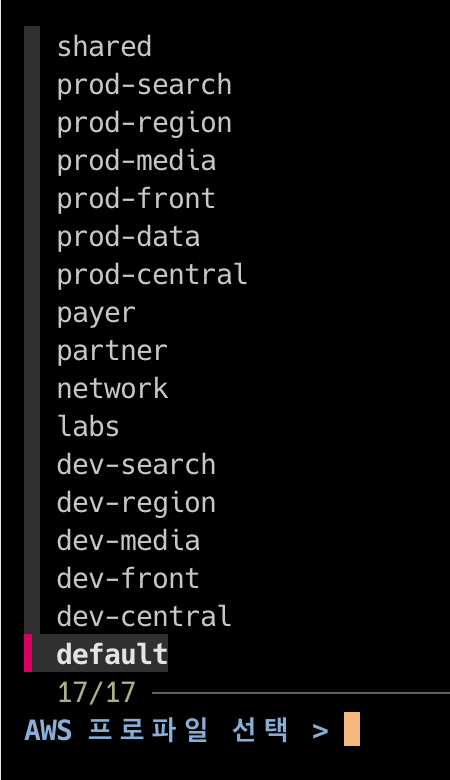 shared
prod-search
prod-region
prod-media
prod-front
prod-data
prod-central
payer
partner
network
labs
dev-search
dev-region
dev-media
dev-front
dev-central
default
17/17
AWS 프로파일 선택 >